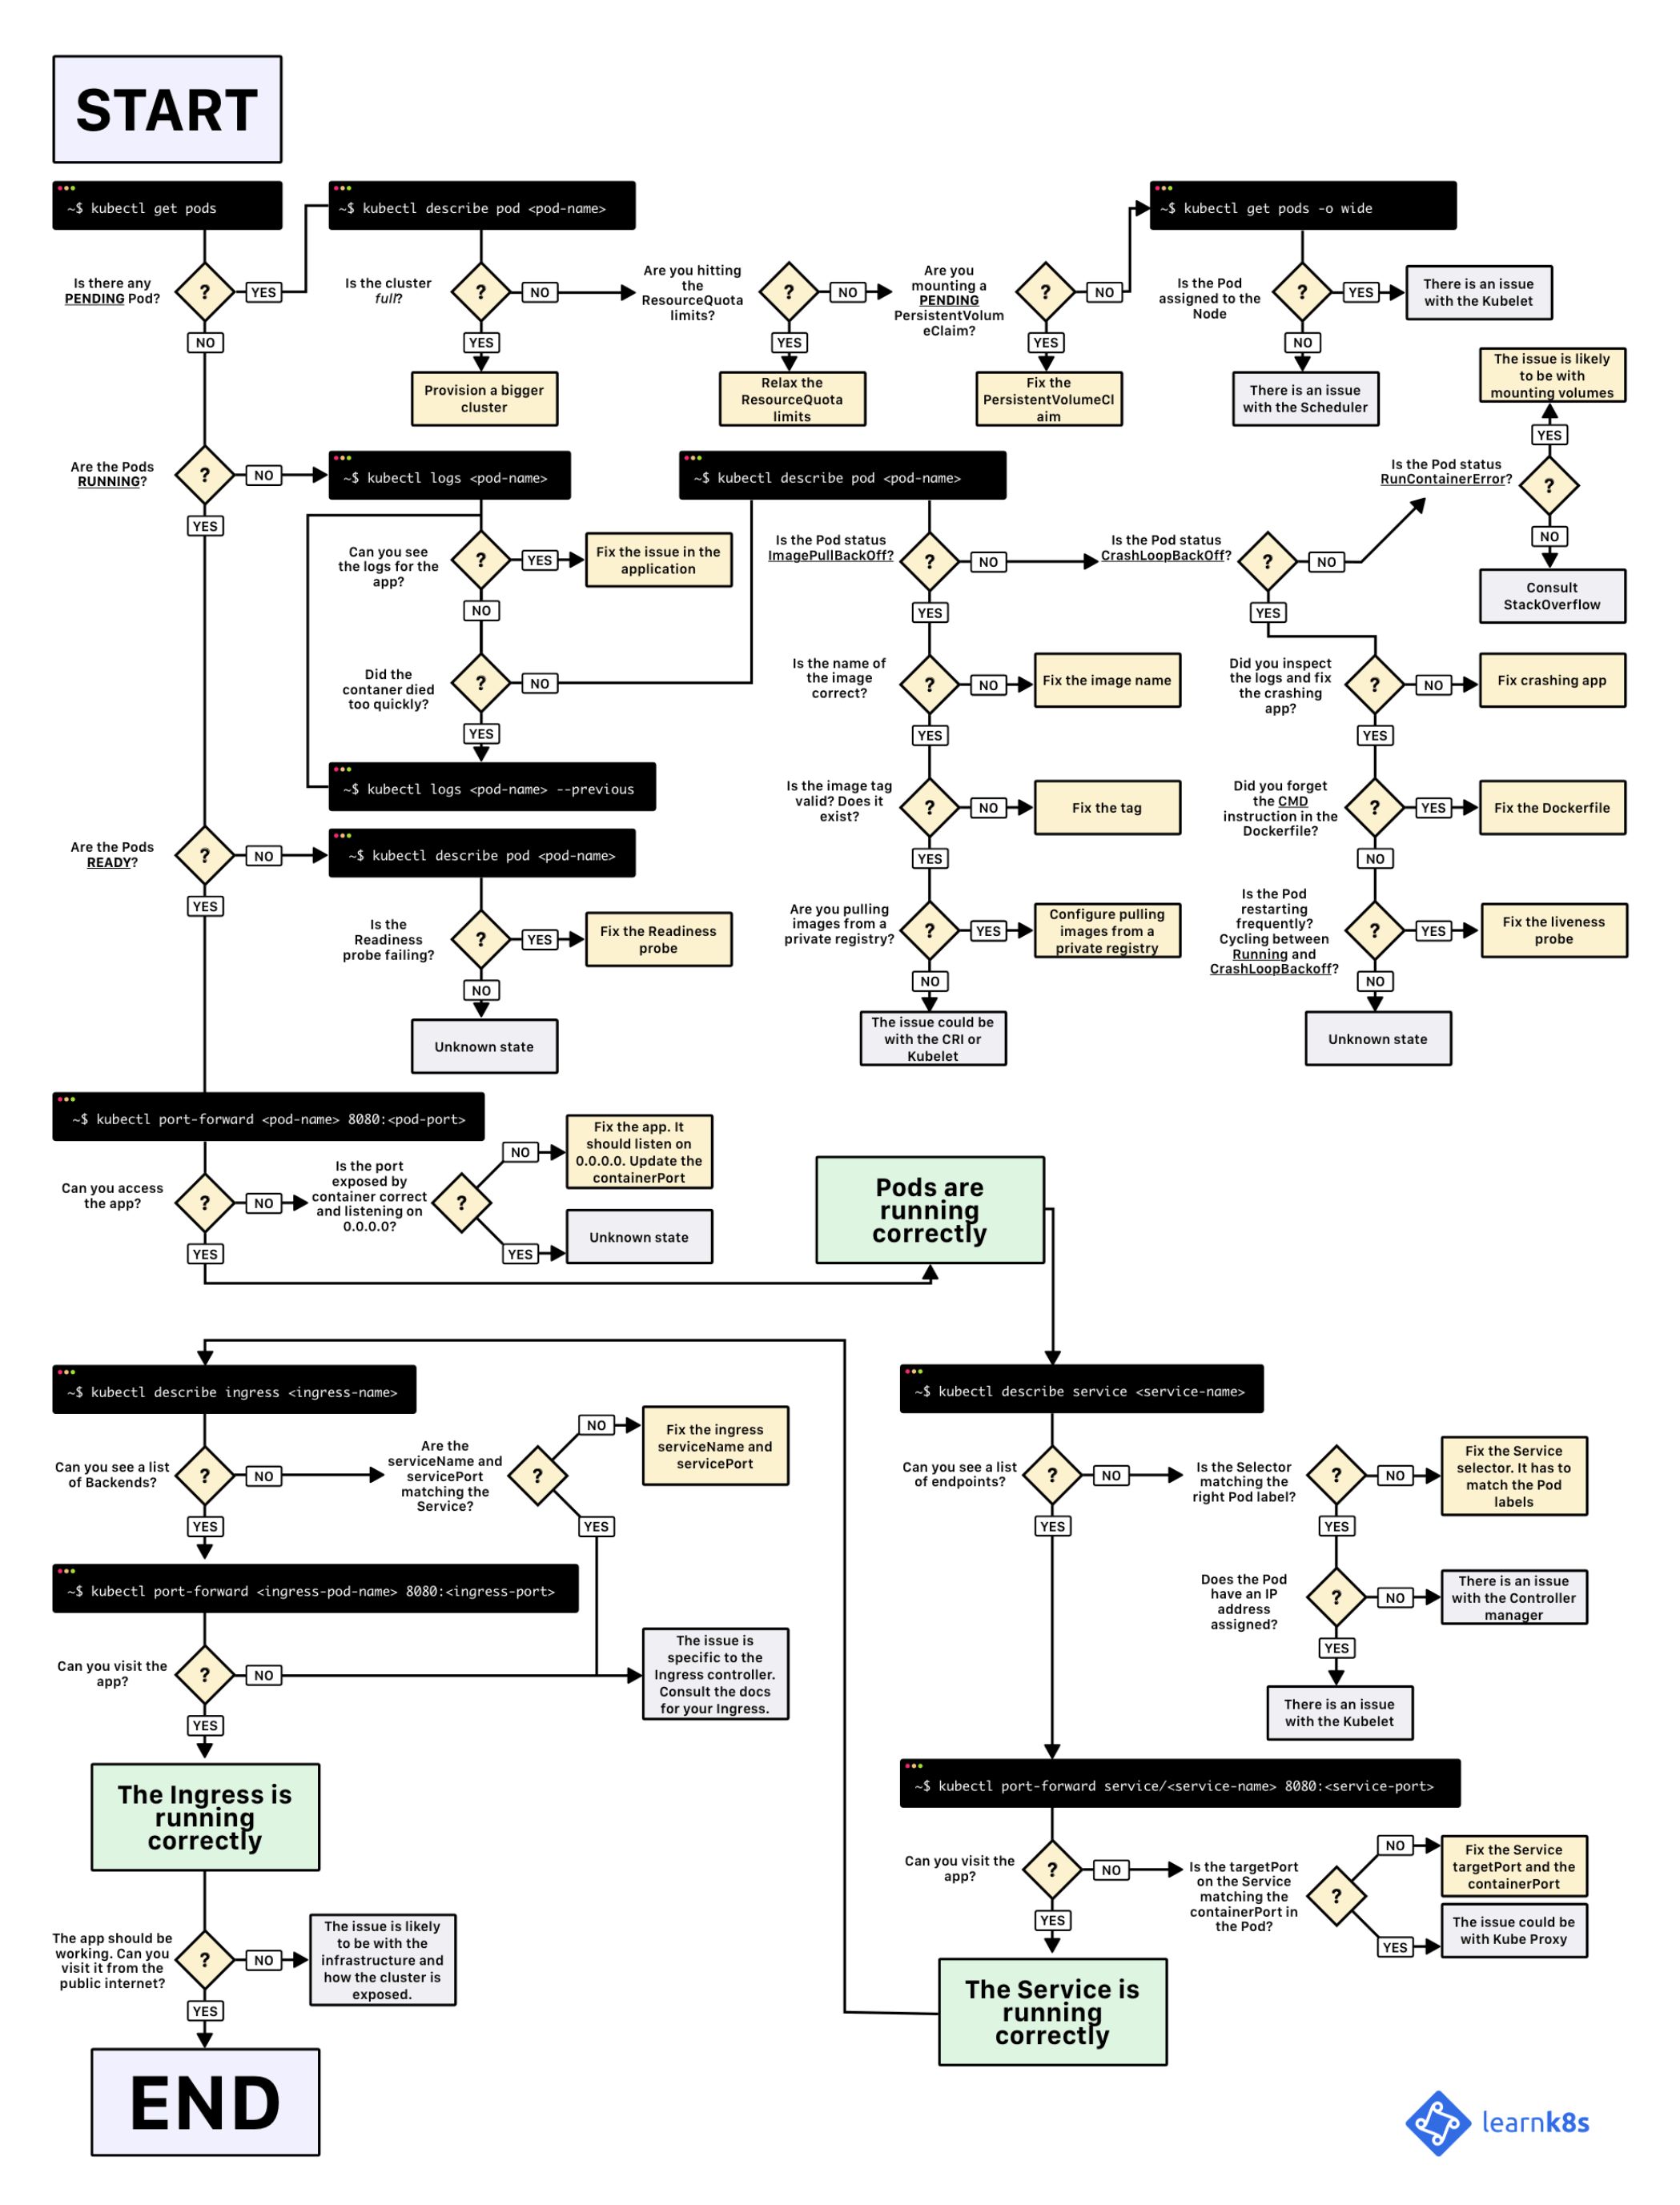 START
~$ kubectl get pods
~$ kubectl describe pod <pod-name>
~$ kubectl get pods -o wide
Is there any
PENDING Pod?
?
YES
NO
Is the cluster
full?
?
NO
YES
Provision a bigger
cluster
Are you hitting
the
ResourceQuota
limits?
?
NO
YES
Relax the
ResourceQuota
limits
Are you
mounting a
PENDING
PersistentVolum
eClaim?
?
NO
YES
Fix the
PersistentVolumeCl
aim
Is the Pod
assigned to the
Node
?
YES
There is an issue
with the Kubelet
NO
There is an issue
with the Scheduler
Are the Pods
RUNNING?
?
NO
YES
~$ kubectl logs <pod-name>
Can you see
the logs for the
app?
?
YES
Fix the issue in the
application
NO
Did the
contaner died
too quickly?
?
NO
YES
~$ kubectl logs <pod-name> --previous
~$ kubectl describe pod <pod-name>
Is the Pod status
ImagePullBackOff?
?
NO
YES
Is the name of
the image
correct?
?
NO
Fix the image name
YES
Is the image tag
valid? Does it
exist?
?
NO
Fix the tag
YES
Are you pulling
images from a
private registry?
?
YES
Configure pulling
images from a
private registry
NO
The issue could be
with the CRI or
Kubelet
Is the Pod status
CrashLoopBackOff?
?
NO
YES
Is the Pod status
RunContainerError?
?
YES
The issue is likely
to be with
mounting volumes
NO
Consult
StackOverflow
Did you inspect
the logs and fix
the crashing
app?
?
NO
Fix crashing app
YES
Did you forget
the CMD
instruction in the
Dockerfile?
?
YES
Fix the Dockerfile
NO
Is the Pod
restarting
frequently?
Cycling between
Running and
CrashLoopBackoff?
?
YES
Fix the liveness
probe
NO
Unknown state
Are the Pods
READY?
?
NO
YES
~$ kubectl describe pod <pod-name>
Is the
Readiness
probe failing?
?
YES
Fix the Readiness
probe
NO
Unknown state
~$ kubectl port-forward <pod-name> 8080:<pod-port>
Can you access
the app?
?
NO
YES
Is the port
exposed by
container correct
and listening on
0.0.0.0?
?
NO
Fix the app. It
should listen on
0.0.0.0. Update the
containerPort
YES
Unknown state
Pods are
running
correctly
~$ kubectl describe service <service-name>
Can you see a list
of endpoints?
?
NO
YES
Is the Selector
matching the
right Pod label?
?
NO
Fix the Service
selector. It has to
match the Pod
labels
YES
Does the Pod
have an IP
address
assigned?
?
NO
There is an issue
with the Controller
manager
YES
There is an issue
with the Kubelet
~$ kubectl port-forward service/<service-name> 8080:<service-port>
Can you visit the
app?
?
NO
YES
Is the targetPort
on the Service
matching the
containerPort in
the Pod?
?
NO
Fix the Service
targetPort and the
containerPort
YES
The issue could be
with Kube Proxy
The Service is
running
correctly
~$ kubectl describe ingress <ingress-name>
Can you see a list
of Backends?
?
NO
YES
Are the
serviceName and
servicePort
matching the
Service?
?
NO
Fix the ingress
serviceName and
servicePort
YES
~$ kubectl port-forward <ingress-pod-name> 8080:<ingress-port>
Can you visit the
app?
?
NO
The issue is
specific to the
Ingress controller.
Consult the docs
for your Ingress.
YES
The Ingress is
running
correctly
The app should be
working. Can you
visit it from the
public internet?
?
NO
The issue is likely
to be with the
infrastructure and
how the cluster is
exposed.
YES
END
learnk8s